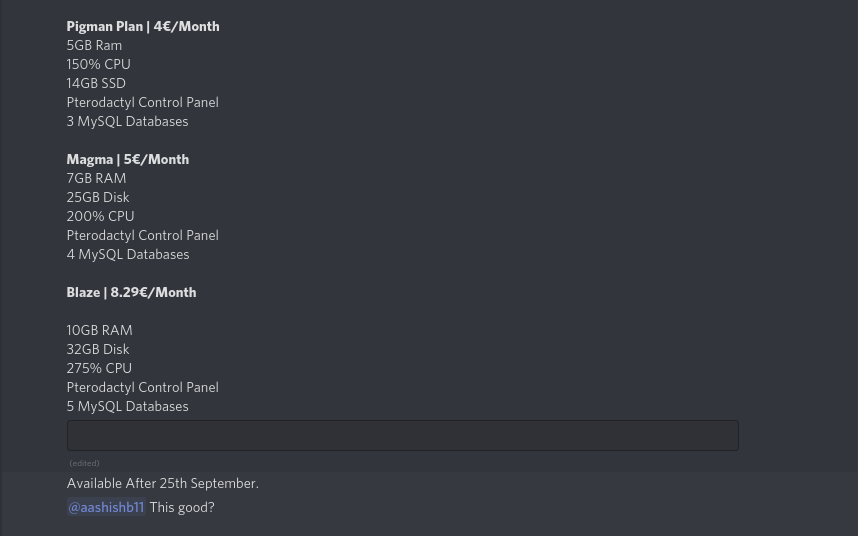 Pigman Plan | 4€/Month
5GB Ram
150% CPU
14GB SSD
Pterodactyl Control Panel
3 MySQL Databases
Magma | 5€/Month
7GB RAM
25GB Disk
200% CPU
Pterodactyl Control Panel
4 MySQL Databases
Blaze | 8.29€/Month
10GB RAM
32GB Disk
275% CPU
Pterodactyl Control Panel
5 MySQL Databases
(edited)
Available After 25th September.
@aashishb11 This good?